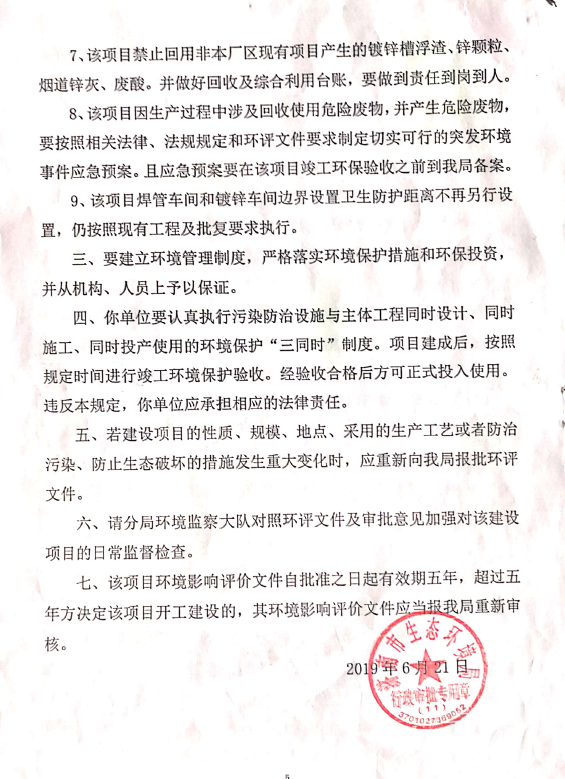 7、该项目禁止回用非本厂区现有项目产生的镀锌槽浮渣、锌颗粒、
烟道锌灰、废酸。并做好回收及综合利用台账，要做到责任到岗到人。
8、该项目因生产过程中涉及回收使用危险废物，并产生危险废物，
要按照相关法律、法规规定和环评文件要求制定切实可行的突发环境
事件应急预案。且应急预案要在该项目竣工环保验收之前到我局备案。
9、该项目焊管车间和镀锌车间边界设置卫生防护距离不再另行设
置，仍按照现有工程及批复要求执行。
三、要建立环境管理制度，严格落实环境保护措施和环保投资，
并从机构、人员上予以保证。
四、你单位要认真执行污染防治设施与主体工程同时设计、同时
施工、同时投产使用的环境保护“三同时”制度。项目建成后，按照
规定时间进行竣工环境保护验收。经验收合格后方可正式投入使用。
违反本规定，你单位应承担相应的法律责任。
五、若建设项目的性质、规模、地点、采用的生产工艺或者防治
污染、防止生态破坏的措施发生重大变化时，应重新向我局报批环评
文件。
六、请分局环境监察大队对照环评文件及审批意见加强对该建设
项目的日常监督检查。
七、该项目环境影响评价文件自批准之日起有效期五年，超过五
年方决定该项目开工建设的，其环境影响评价文件应当报我局重新审
核。
2019年6月21日
济南市生态环境局
行政审批专用章
(11)
3701027369052
5